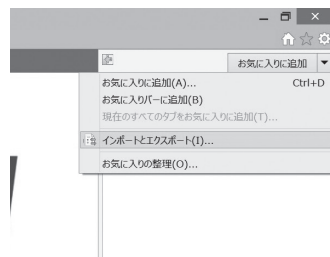 お気に入りに追加
お気に入りに追加(A)... Ctrl+D
お気に入りバーに追加(B)
現在のすべてのタブをお気に入りに追加(T)...
インポートとエクスポート(I)...
お気に入りの整理(O)...